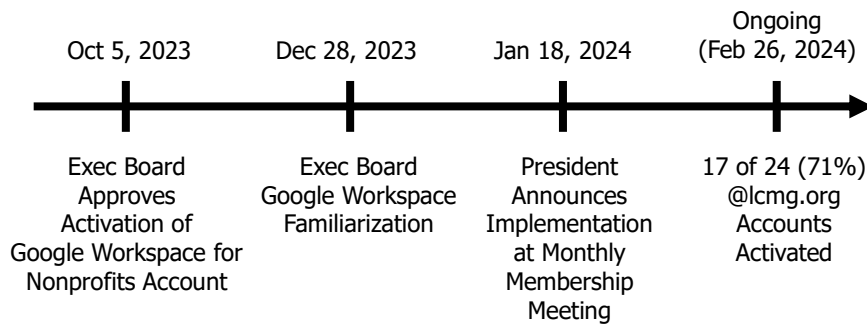 Oct 5, 2023
Dec 28, 2023
Jan 18, 2024
Ongoing
(Feb 26, 2024)
Exec Board
Approves
Activation of
Google Workspace for
Nonprofits Account
Exec Board
Google Workspace
Familiarization
President
Announces
Implementation
at Monthly
Membership
Meeting
17 of 24 (71%)
@lcmg.org
Accounts
Activated